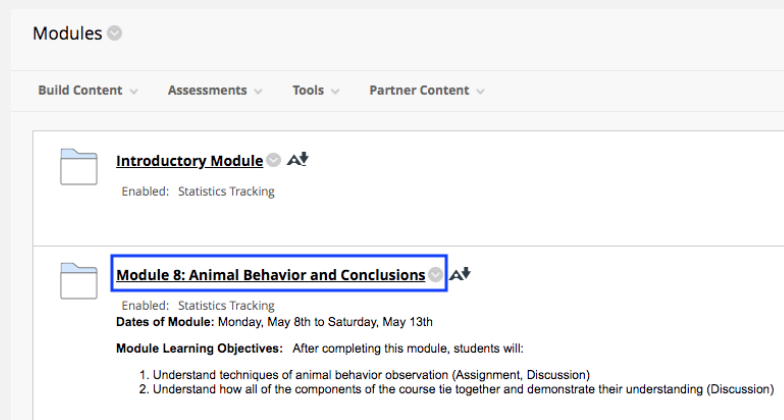 Modules
Build Content Assessments Tools Partner Content
Introductory Module
Enabled: Statistics Tracking
Module 8: Animal Behavior and Conclusions
Enabled: Statistics Tracking
Dates of Module: Monday, May 8th to Saturday, May 13th
Module Learning Objectives: After completing this module, students will:
1. Understand techniques of animal behavior observation (Assignment, Discussion)
2. Understand how all of the components of the course tie together and demonstrate their understanding (Discussion)